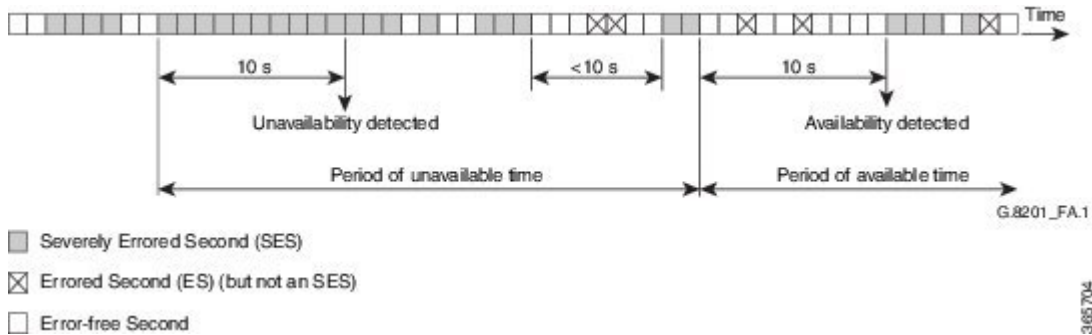 Time
10 s
<10 s
10 s
Unavailability detected
Availability detected
Period of unavailable time
Period of available time
G.8201_FA.1
Severely Errored Second (SES)
Errored Second (ES) (but not an SES)
Error-free Second